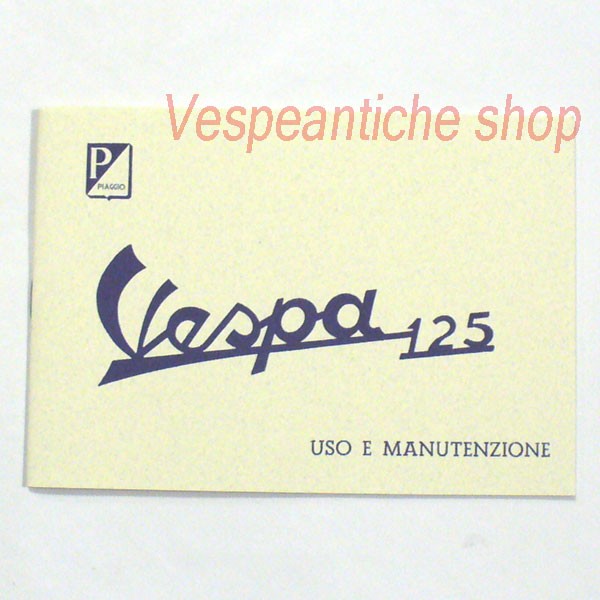 Vespeantiche shop
P
PIAGGIO
Vespa 125
USO E MANUTENZIONE